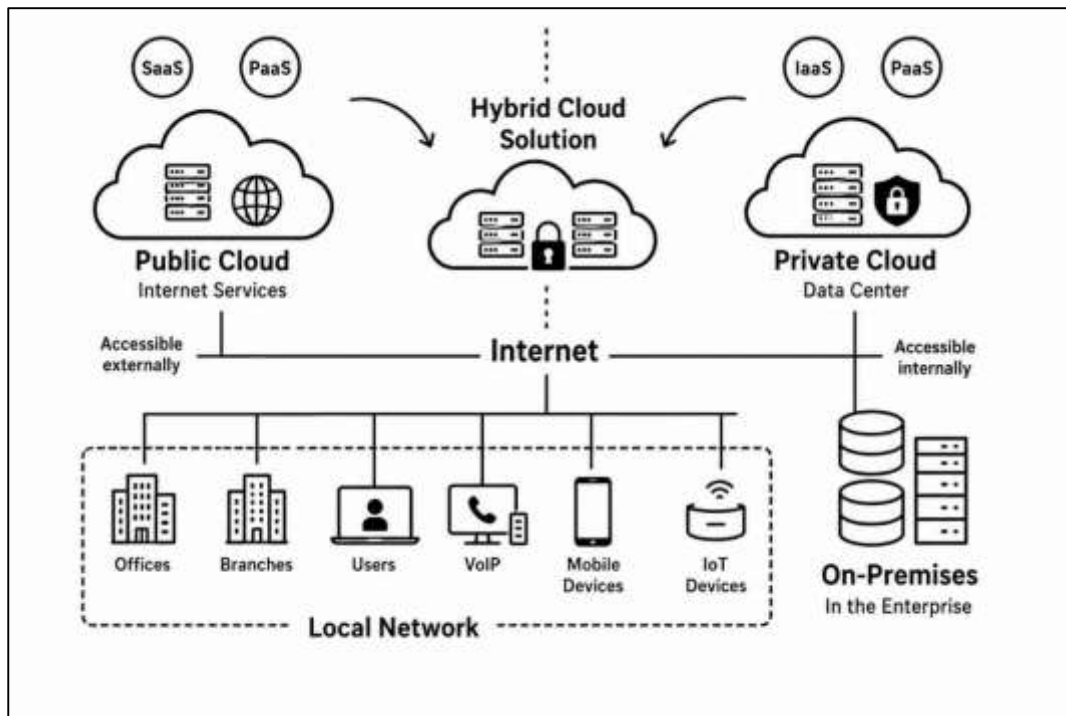 SaaS
PaaS
IaaS
PaaS
Hybrid Cloud
Solution
Public Cloud
Internet Services
Private Cloud
Data Center
Accessible
externally
Internet
Accessible
internally
Offices
Branches
Users
VoIP
Mobile
Devices
IoT
Devices
On-Premises
In the Enterprise
Local Network